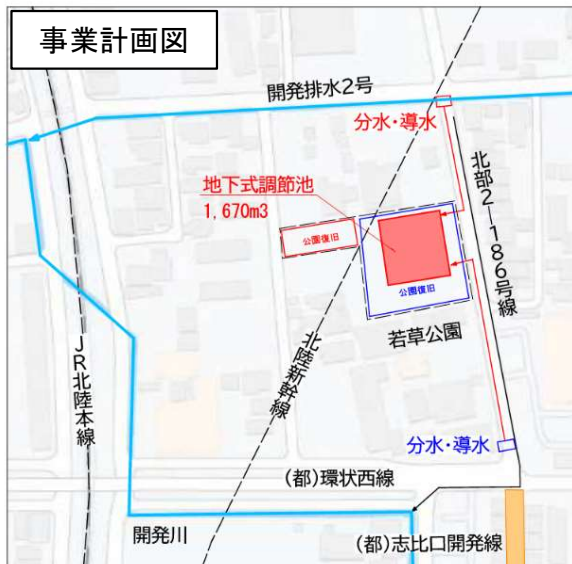 事業計画図
開発排水2号
分水・導水
北部2―186号線
地下式調節池
1,670m3
公園復旧
公園復旧
若草公園
北陸新幹線
JR北陸本線
分水・導水
(都)環状西線
開発川
(都)志比口開発線